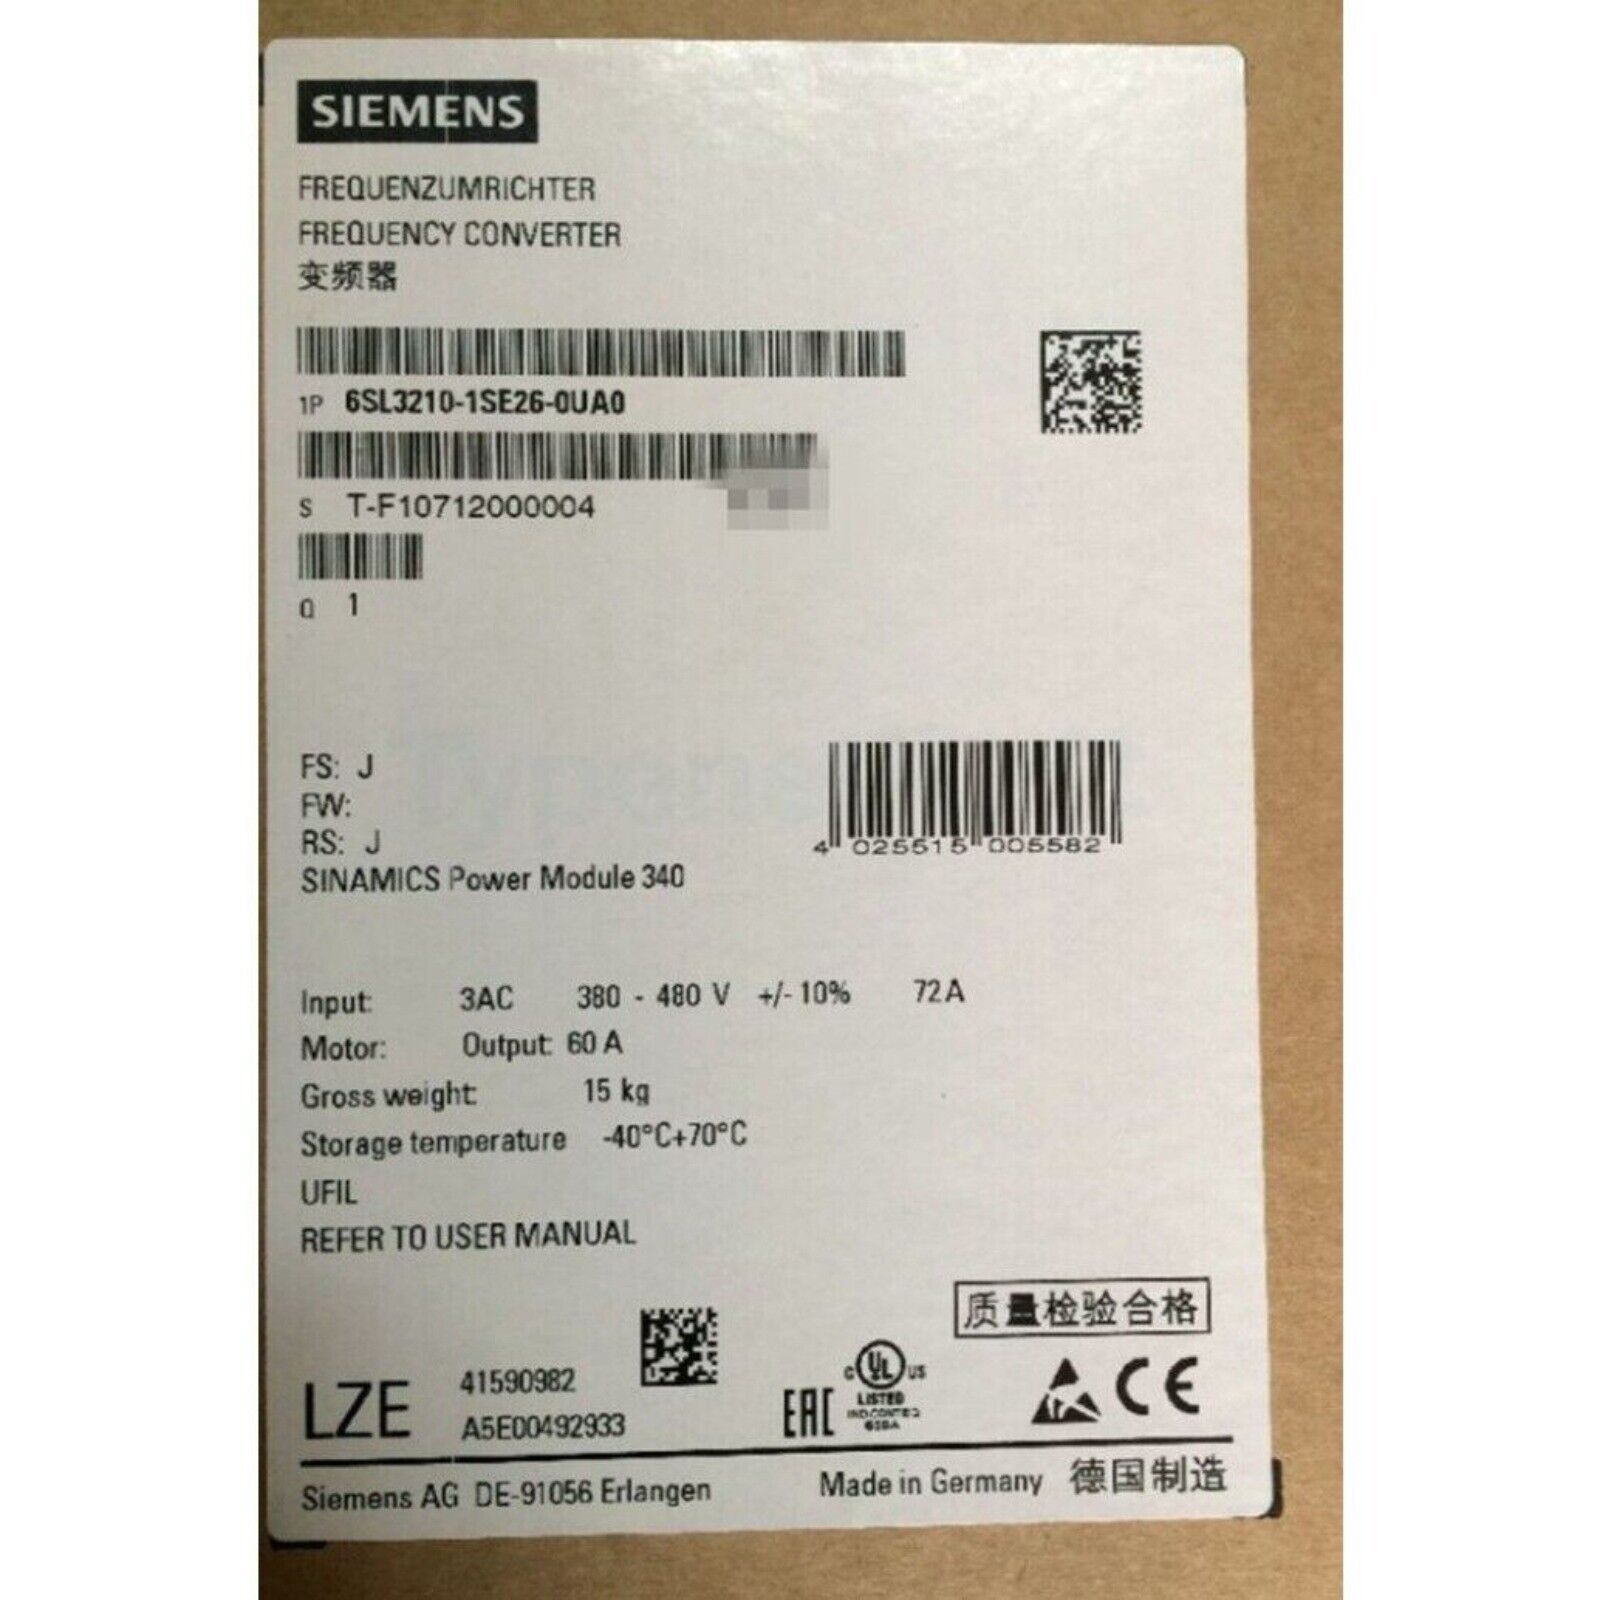 SIEMENS
FREQUENZUMRICHTER
FREQUENCY CONVERTER
变频器
1P 6SL3210-1SE26-0UA0
S T-F10712000004
Q 1
FS: J
FW:
RS: J
4 025515 005582
SINAMICS Power Module 340
Input: 3AC 380 - 480 V +/- 10% 72 A
Motor: Output: 60 A
Gross weight: 15 kg
Storage temperature -40°C+70°C
UFIL
REFER TO USER MANUAL
质量检验合格
LZE 41590982
A5E00492933
EAC
C UL US
LISTED
CE
Siemens AG DE-91056 Erlangen
Made in Germany 德国制造